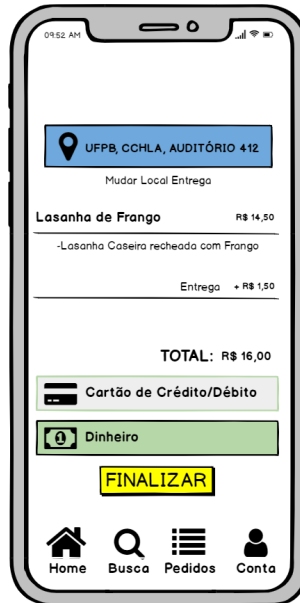 09:52 AM
UFPB, CCHLA, AUDITÓRIO 412
Mudar Local Entrega
Lasanha de Frango R$ 14,50
-Lasanha Caseira recheada com Frango
Entrega + R$ 1,50
TOTAL: R$ 16,00
Cartão de Crédito/Débito
1 Dinheiro
FINALIZAR
Home Busca Pedidos Conta